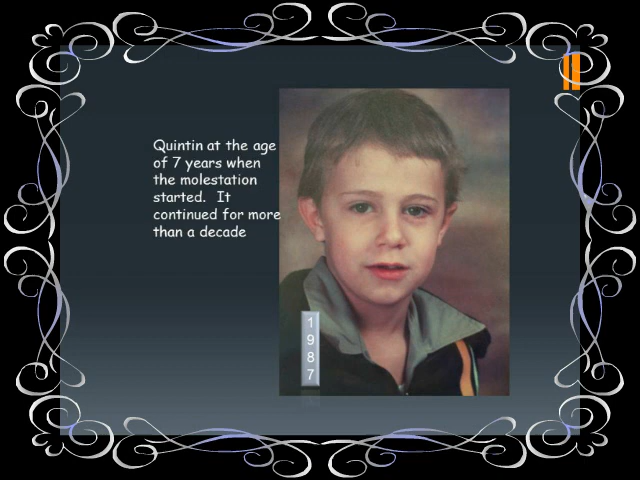 Quintin at the age
of 7 years when
the molestation
started. It
continued for more
than a decade
1
9
8
7